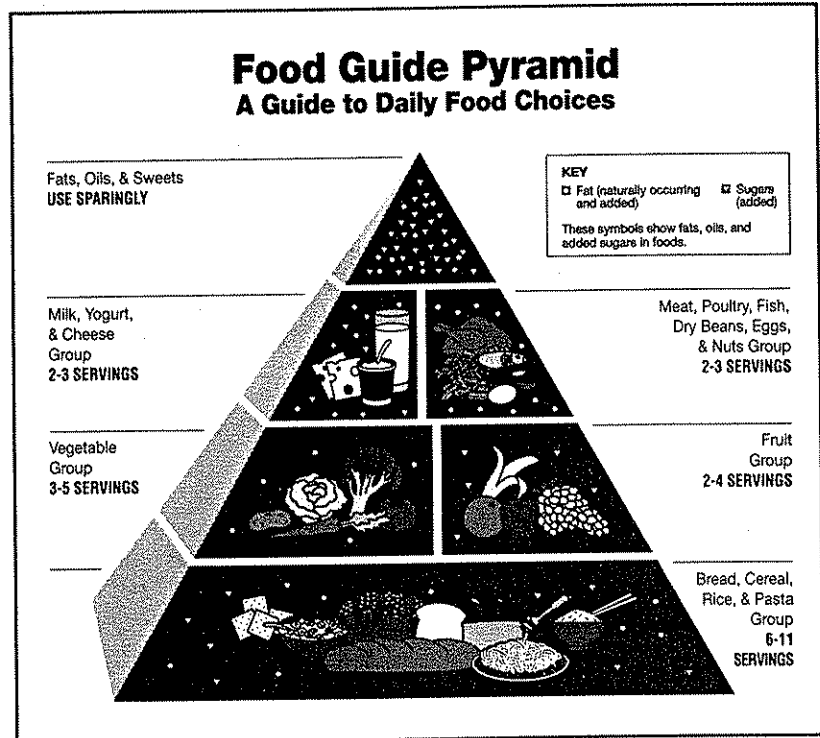 Food Guide Pyramid
A Guide to Daily Food Choices
Fats, Oils, & Sweets
USE SPARINGLY
KEY
Fat (naturally occurring
and added)
Sugars
(added)
These symbols show fats, oils, and
added sugars in foods.
Milk, Yogurt,
& Cheese
Group
2-3 SERVINGS
Meat, Poultry, Fish,
Dry Beans, Eggs,
& Nuts Group
2-3 SERVINGS
Vegetable
Group
3-5 SERVINGS
Fruit
Group
2-4 SERVINGS
Bread, Cereal,
Rice, & Pasta
Group
6-11
SERVINGS